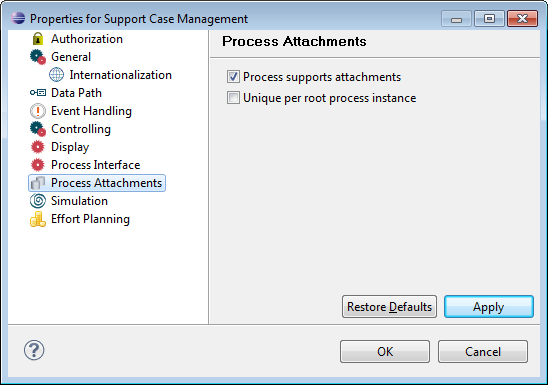 Properties for Support Case Management
Authorization
General
Internationalization
Data Path
Event Handling
Controlling
Display
Process Interface
Process Attachments
Simulation
Effort Planning
Process Attachments
Process supports attachments
Unique per root process instance
Restore Defaults
Apply
?
OK
Cancel